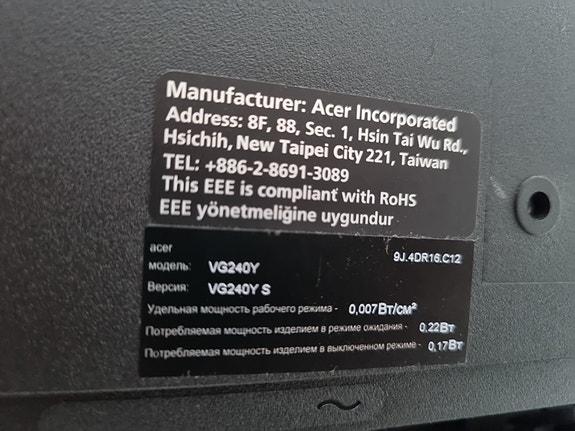 Manufacturer: Acer Incorporated
Address: 8F, 88, Sec. 1, Hsin Tai Wu Rd.,
Hsichih, New Taipei City 221, Taiwan
TEL: +886-2-8691-3089
This EEE is compliant with RoHS
EEE yönetmeliğine uygundur
acer 9J.4DR16.C12
модель: VG240Y
Версия: VG240Y S
Удельная мощность рабочего режима - 0,007Вт/см²
Потребляемая мощность изделием в режиме ожидания - 0,22Вт
Потребляемая мощность изделием в выключенном режиме - 0,17Вт